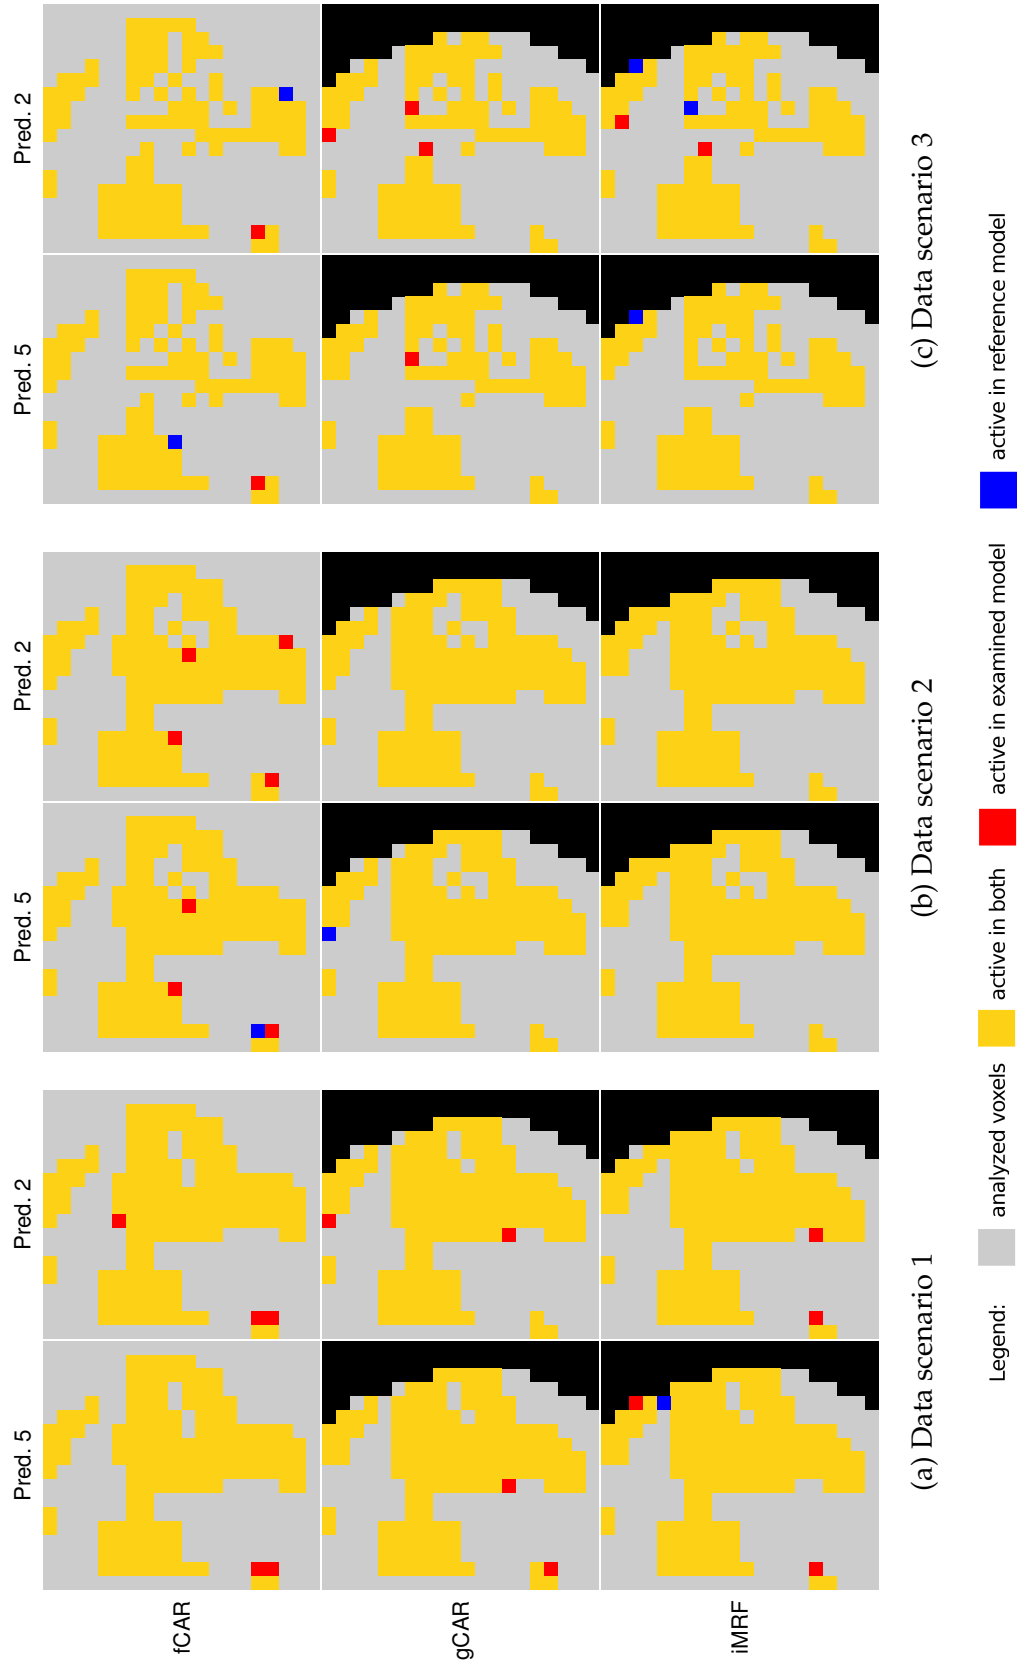 Pred. 5
Pred. 2
Pred. 5
Pred. 2
Pred. 5
Pred. 2
fCAR
gCAR
iMRF
(a) Data scenario 1
(b) Data scenario 2
(c) Data scenario 3
Legend: analyzed voxels active in both active in examined model active in reference model